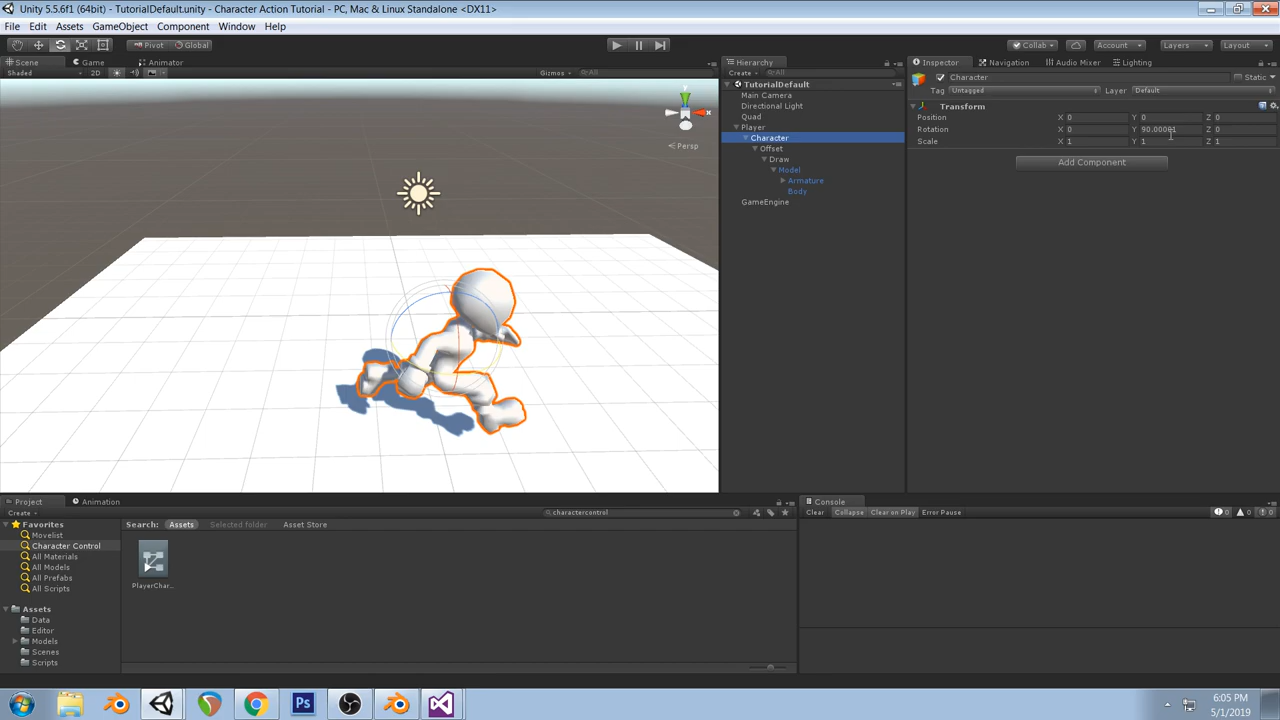 Unity 5.5.6f1 (64bit) - TutorialDefault.unity - Character Action Tutorial - PC, Mac & Linux Standalone <DX11>
File Edit Assets GameObject Component Window Help
Pivot Global Collab Account Layers Layout
Scene Game Animator
Shaded 2D Gizmos All
y
Persp
Hierarchy
Create All
TutorialDefault
Main Camera
Directional Light
Quad
Player
Character
Offset
Draw
Model
Armature
Body
GameEngine
Inspector Navigation Audio Mixer Lighting
Character Static
Tag Untagged Layer Default
Transform
Position X 0 Y 0 Z 0
Rotation X 0 Y 90.00001 Z 0
Scale X 1 Y 1 Z 1
Add Component
Project Animation
Create charactercontrol
Favorites
Movelist
Character Control
All Materials
All Models
All Prefabs
All Scripts
Assets
Data
Editor
Models
Scenes
Scripts
Search: Assets Selected folder Asset Store
PlayerChar...
Console
Clear Collapse Clear on Play Error Pause 0 0 0
Ps
6:05 PM
5/1/2019